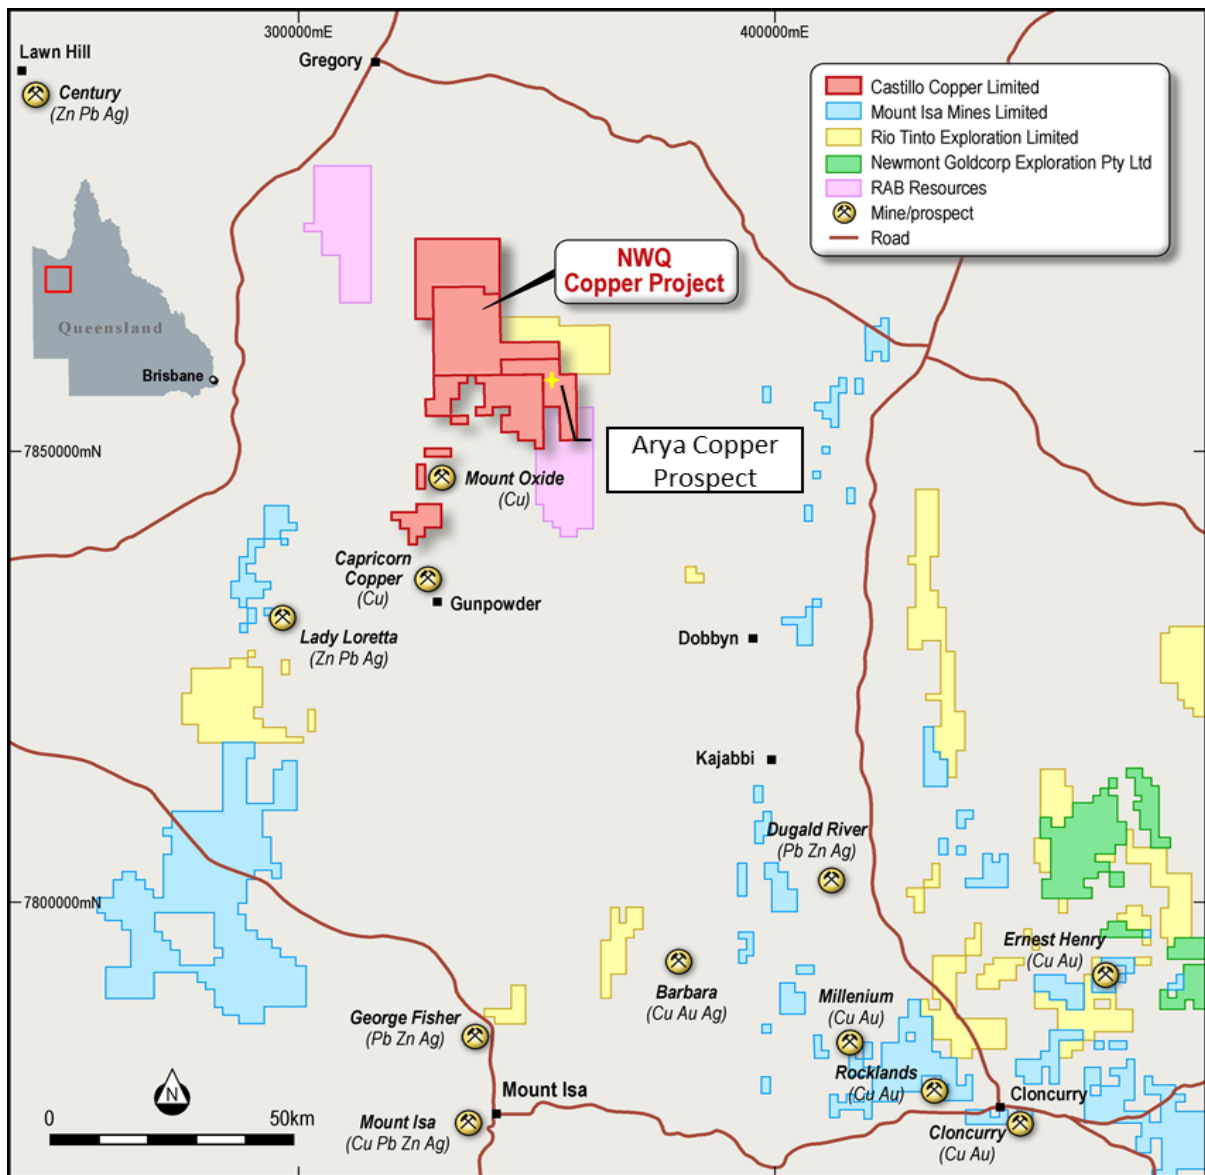 300000mE
400000mE
Lawn Hill
Century
(Zn Pb Ag)
Gregory
Castillo Copper Limited
Mount Isa Mines Limited
Rio Tinto Exploration Limited
Newmont Goldcorp Exploration Pty Ltd
RAB Resources
Mine/prospect
Road
NWQ
Copper Project
Queensland
Brisbane
7850000mN
Arya Copper
Prospect
Mount Oxide
(Cu)
Capricorn
Copper
(Cu)
Gunpowder
Lady Loretta
(Zn Pb Ag)
Dobbyn
Kajabbi
Dugald River
(Pb Zn Ag)
7800000mN
Ernest Henry
(Cu Au)
Barbara
(Cu Au Ag)
Millenium
(Cu Au)
George Fisher
(Pb Zn Ag)
Rocklands
(Cu Au)
N
0
50km
Mount Isa
Mount Isa
(Cu Pb Zn Ag)
Cloncurry
Cloncurry
(Cu Au)